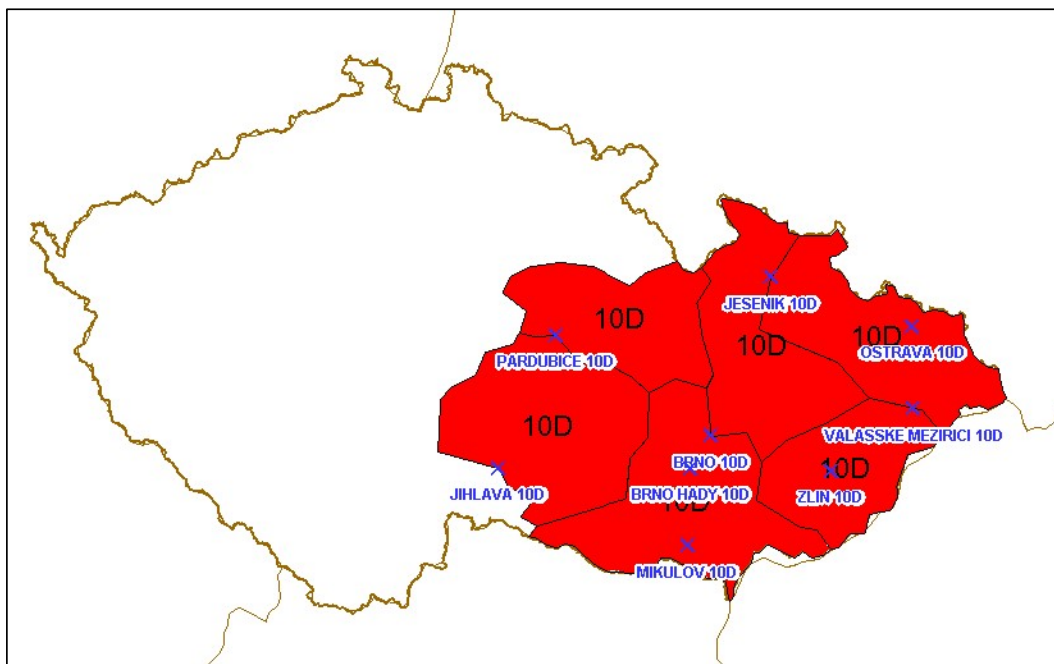 JESENIK 10D
10D
OSTRAVA 10D
10D
10D
PARDUBICE 10D
VALASSKE MEZIRICI 10D
10D
BRNO 10D
10D
JIHLAVA 10D
BRNO HADY 10D
ZLIN 10D
10D
MIKULOV 10D